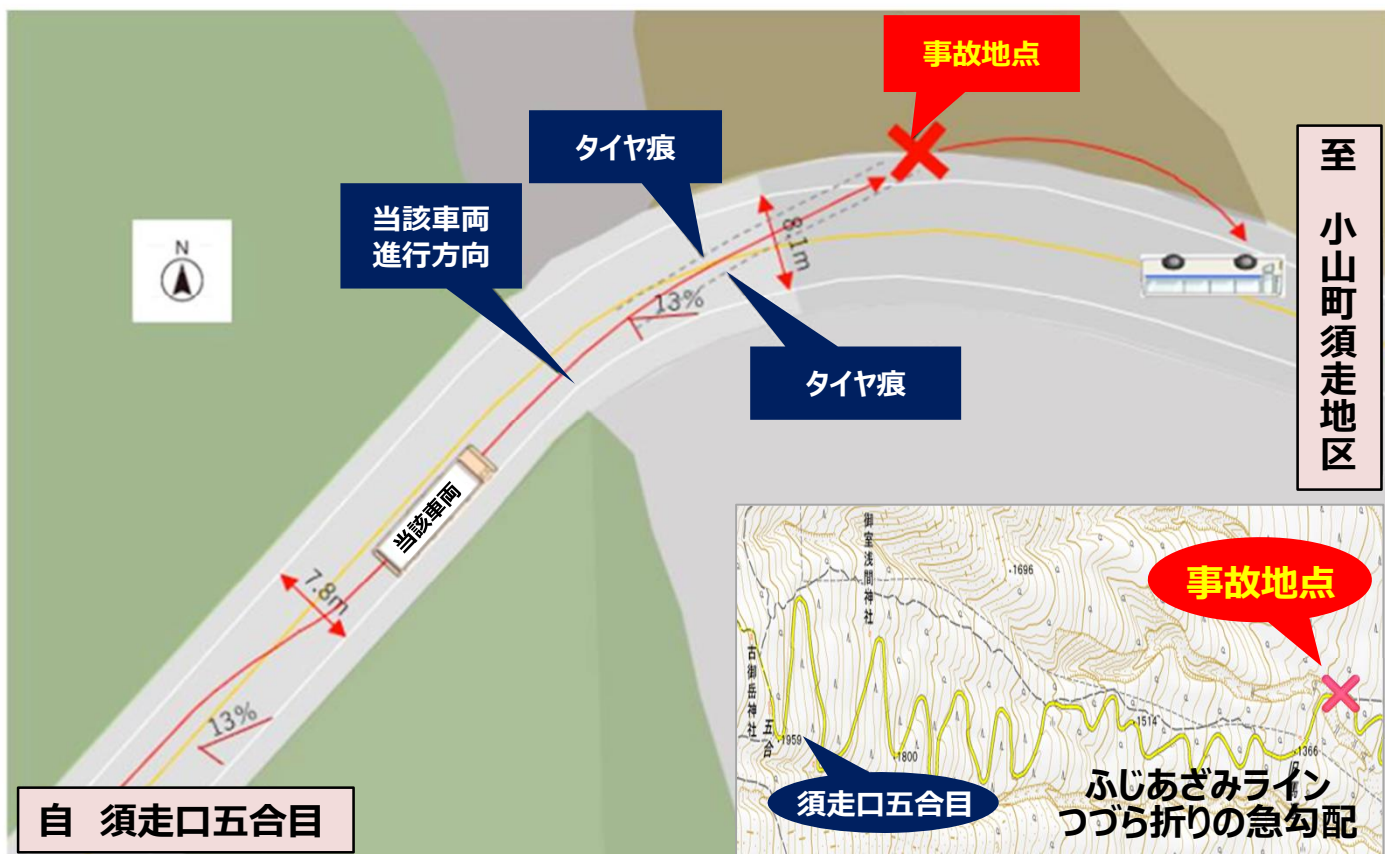 事故地点
タイヤ痕
当該車両
進行方向
N
8.1m
13%
タイヤ痕
至 小山町須走地区
当該車両
7.8m
13%
自 須走口五合目
御室浅間神社
1696
事故地点
古御岳神社
五合
1959
1800
1514
1366
須走口五合目
ふじあざみライン
つづら折りの急勾配